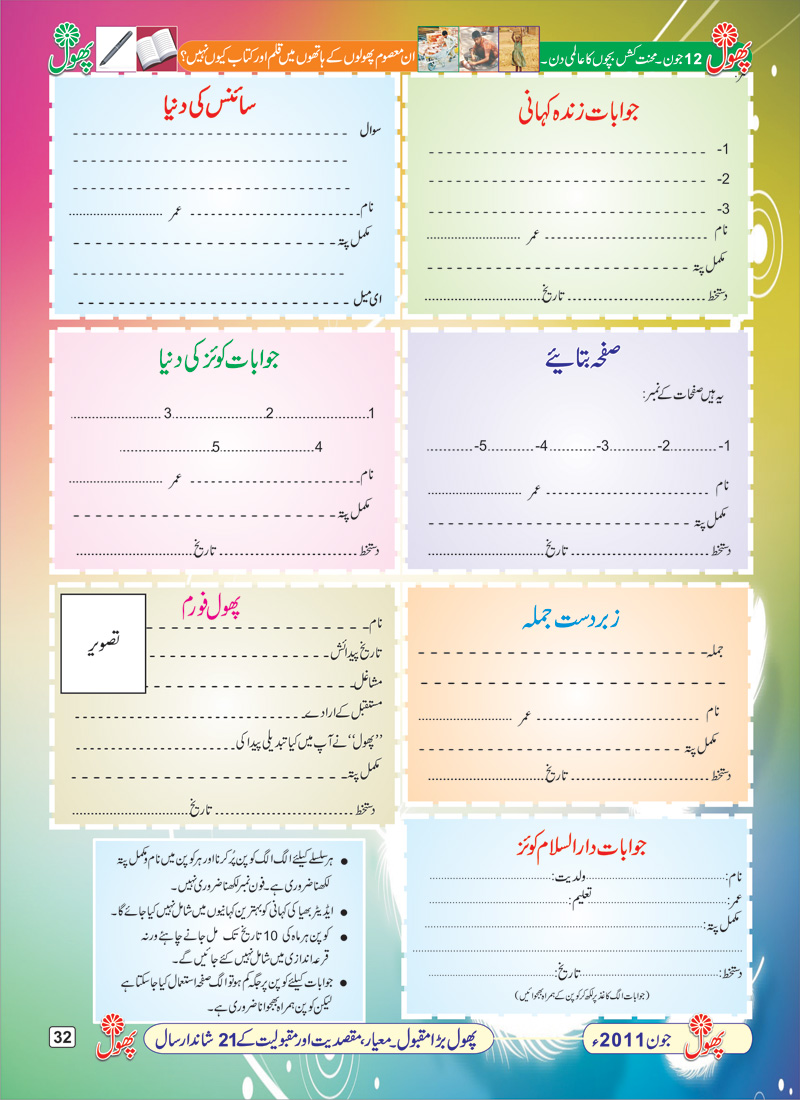 پھول
12 جون۔ محنت کش بچوں کا عالمی دن۔
ان معصوم پھولوں کے ہاتھوں میں قلم اور کتاب کیوں نہیں؟
پھول
جوابات زندہ کہانی
1-
2-
3-
نام عمر
مکمل پتہ
دستخط تاریخ
سائنس کی دنیا
سوال
نام عمر
مکمل پتہ
ای میل
صفحہ بتائیے
یہ ہیں صفحات کے نمبر:
1- 2- 3- 4- 5-
نام عمر
مکمل پتہ
دستخط تاریخ
جوابات کوئز کی دنیا
1 2 3
4 5
نام عمر
مکمل پتہ
دستخط تاریخ
زبردست جملہ
جملہ
نام عمر
مکمل پتہ
دستخط تاریخ
پھول فورم
تصویر
نام
تاریخ پیدائش
مشاغل
مستقبل کے ارادے
”پھول“ نے آپ میں کیا تبدیلی پیدا کی
مکمل پتہ
دستخط تاریخ
جوابات دارالسلام کوئز
نام: ولدیت:
عمر: تعلیم:
مکمل پتہ:
دستخط: تاریخ:
(جوابات الگ کاغذ پر لکھ کر کوپن کے ہمراہ بھجوائیں)
● ہر سلسلے کیلئے الگ الگ کوپن پُر کرنا اور ہر کوپن میں نام و مکمل پتہ
لکھنا ضروری ہے۔ فون نمبر لکھنا ضروری نہیں۔
● ایڈیٹر بھیا کی کہانی کو بہترین کہانیوں میں شامل نہیں کیا جائے گا۔
● کوپن ہر ماہ کی 10 تاریخ تک مل جانے چاہئے ورنہ
قرعہ اندازی میں شامل نہیں کئے جائیں گے۔
● جوابات کیلئے کوپن پر جگہ کم ہو تو الگ صفحہ استعمال کیا جا سکتا ہے
لیکن کوپن ہمراہ بھجوانا ضروری ہے۔
پھول
جون 2011ء
پھول بڑا مقبول۔ معیار، مقصدیت اور مقبولیت کے 21 شاندار سال
پھول
32